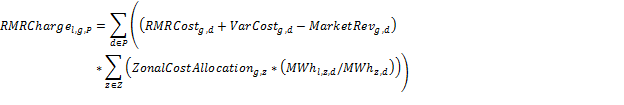 RMRCharge_{l,g,P} = ∑_{d∈P} ((RMRCost_{g,d} + VarCost_{g,d} − MarketRev_{g,d})
* ∑_{z∈Z} (ZonalCostAllocation_{g,z} * (MWh_{l,z,d}/MWh_{z,d})))